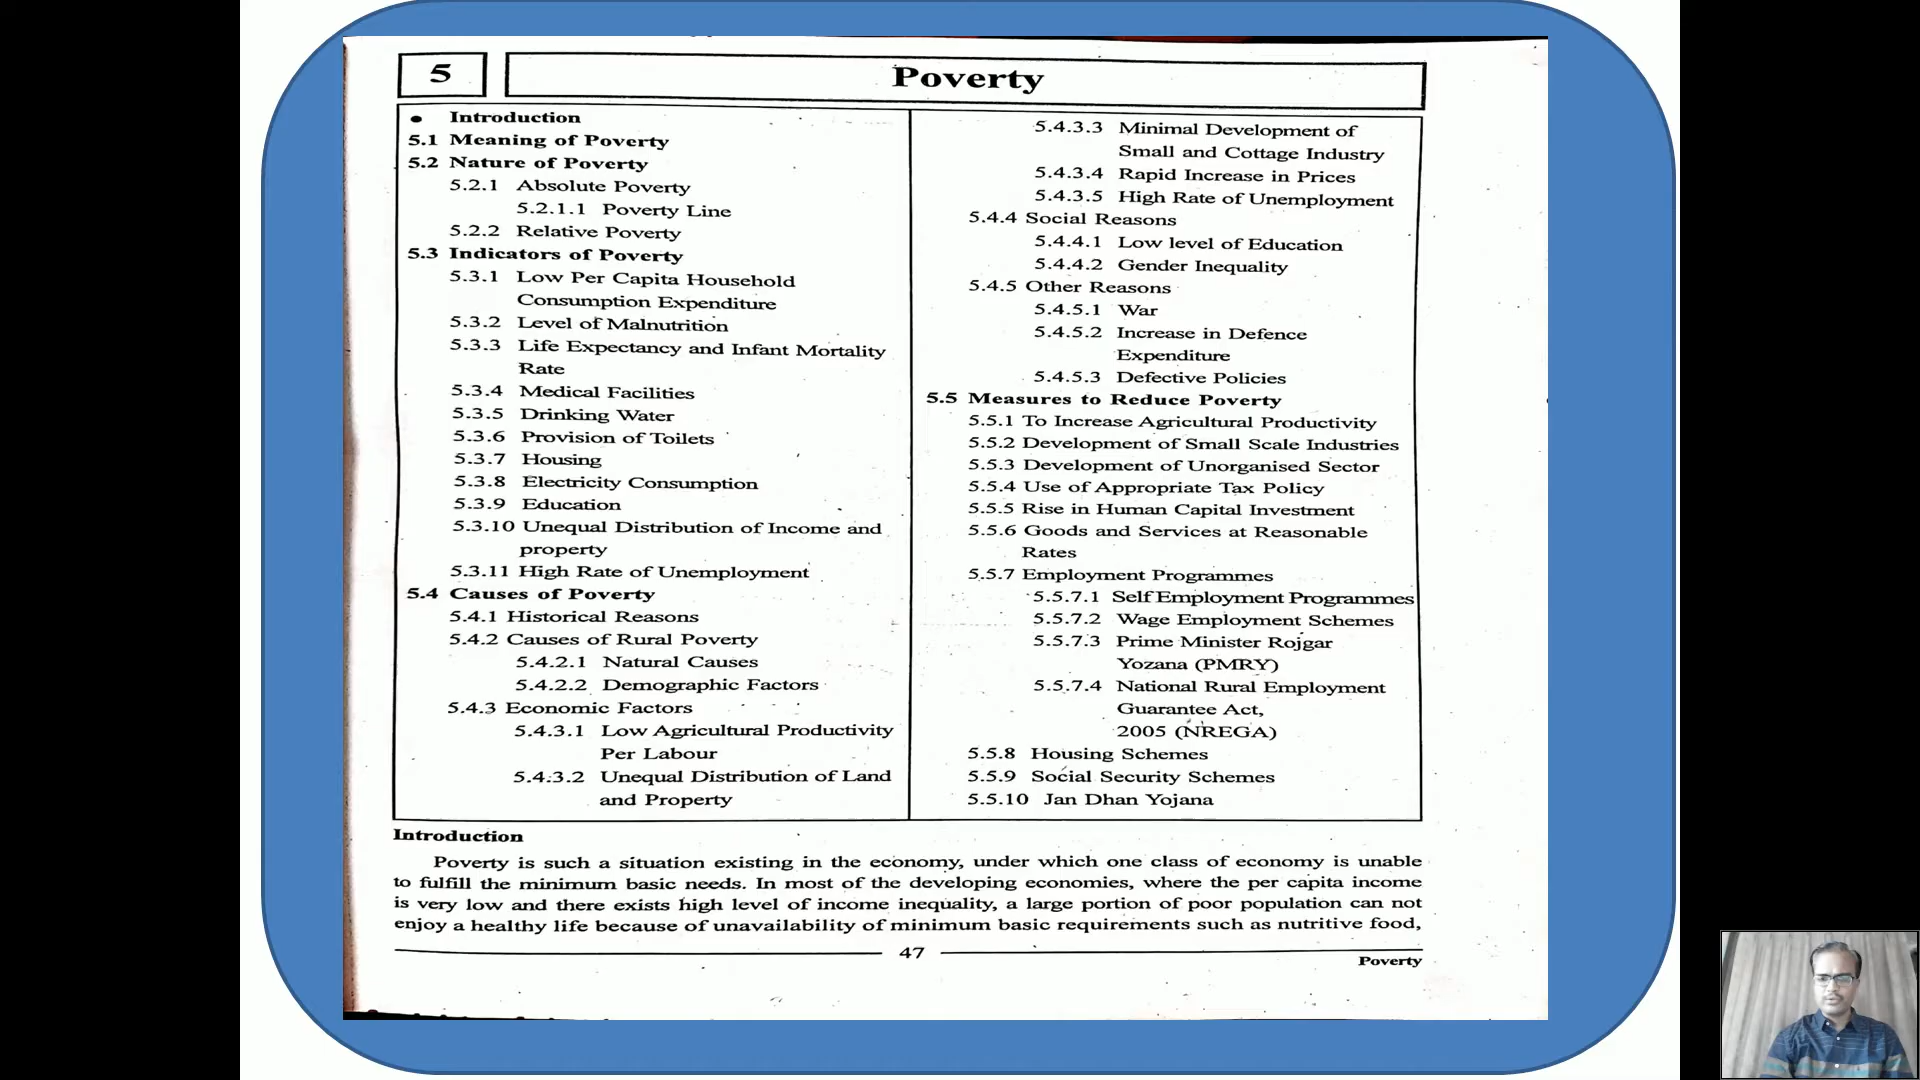 5
Poverty
• Introduction
5.1 Meaning of Poverty
5.2 Nature of Poverty
5.2.1 Absolute Poverty
5.2.1.1 Poverty Line
5.2.2 Relative Poverty
5.3 Indicators of Poverty
5.3.1 Low Per Capita Household
Consumption Expenditure
5.3.2 Level of Malnutrition
5.3.3 Life Expectancy and Infant Mortality
Rate
5.3.4 Medical Facilities
5.3.5 Drinking Water
5.3.6 Provision of Toilets
5.3.7 Housing
5.3.8 Electricity Consumption
5.3.9 Education
5.3.10 Unequal Distribution of Income and
property
5.3.11 High Rate of Unemployment
5.4 Causes of Poverty
5.4.1 Historical Reasons
5.4.2 Causes of Rural Poverty
5.4.2.1 Natural Causes
5.4.2.2 Demographic Factors
5.4.3 Economic Factors
5.4.3.1 Low Agricultural Productivity
Per Labour
5.4.3.2 Unequal Distribution of Land
and Property
5.4.3.3 Minimal Development of
Small and Cottage Industry
5.4.3.4 Rapid Increase in Prices
5.4.3.5 High Rate of Unemployment
5.4.4 Social Reasons
5.4.4.1 Low level of Education
5.4.4.2 Gender Inequality
5.4.5 Other Reasons
5.4.5.1 War
5.4.5.2 Increase in Defence
Expenditure
5.4.5.3 Defective Policies
5.5 Measures to Reduce Poverty
5.5.1 To Increase Agricultural Productivity
5.5.2 Development of Small Scale Industries
5.5.3 Development of Unorganised Sector
5.5.4 Use of Appropriate Tax Policy
5.5.5 Rise in Human Capital Investment
5.5.6 Goods and Services at Reasonable
Rates
5.5.7 Employment Programmes
5.5.7.1 Self Employment Programmes
5.5.7.2 Wage Employment Schemes
5.5.7.3 Prime Minister Rojgar
Yozana (PMRY)
5.5.7.4 National Rural Employment
Guarantee Act,
2005 (NREGA)
5.5.8 Housing Schemes
5.5.9 Social Security Schemes
5.5.10 Jan Dhan Yojana
Introduction
Poverty is such a situation existing in the economy, under which one class of economy is unable
to fulfill the minimum basic needs. In most of the developing economies, where the per capita income
is very low and there exists high level of income inequality, a large portion of poor population can not
enjoy a healthy life because of unavailability of minimum basic requirements such as nutritive food,
47
Poverty